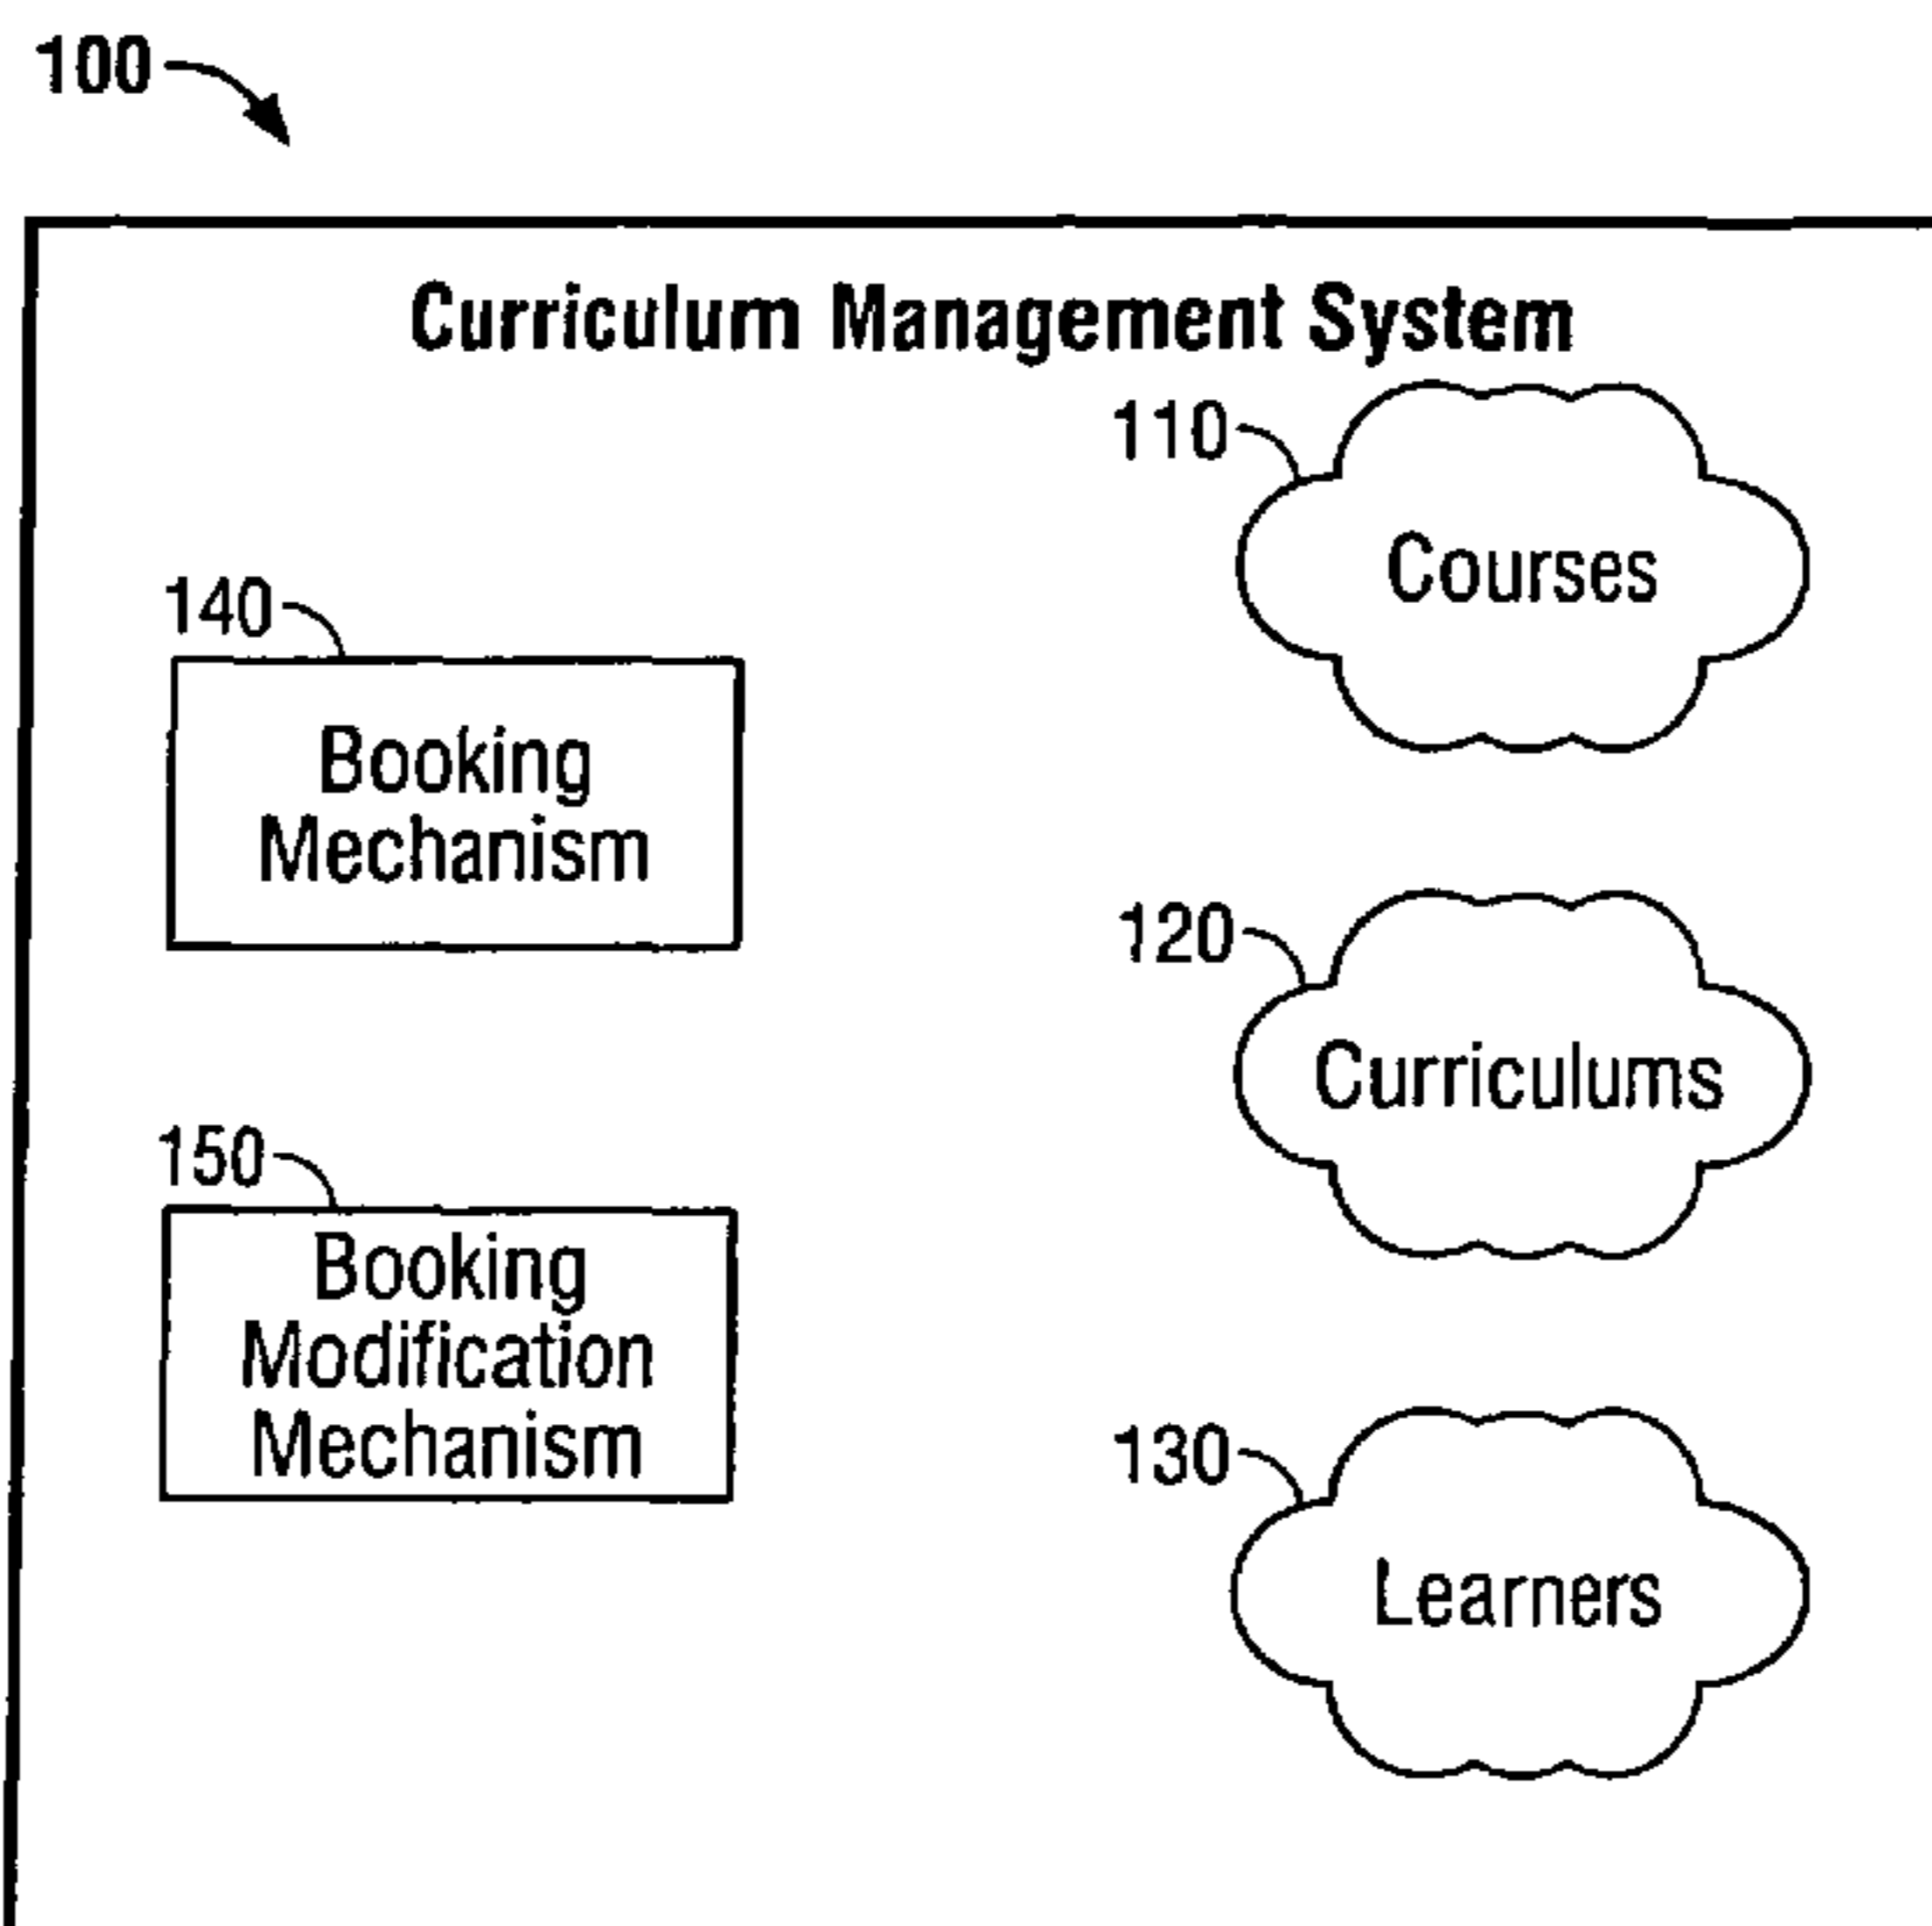 100
Curriculum Management System
110
Courses
140
Booking
Mechanism
120
Curriculums
150
Booking
Modification
Mechanism
130
Learners